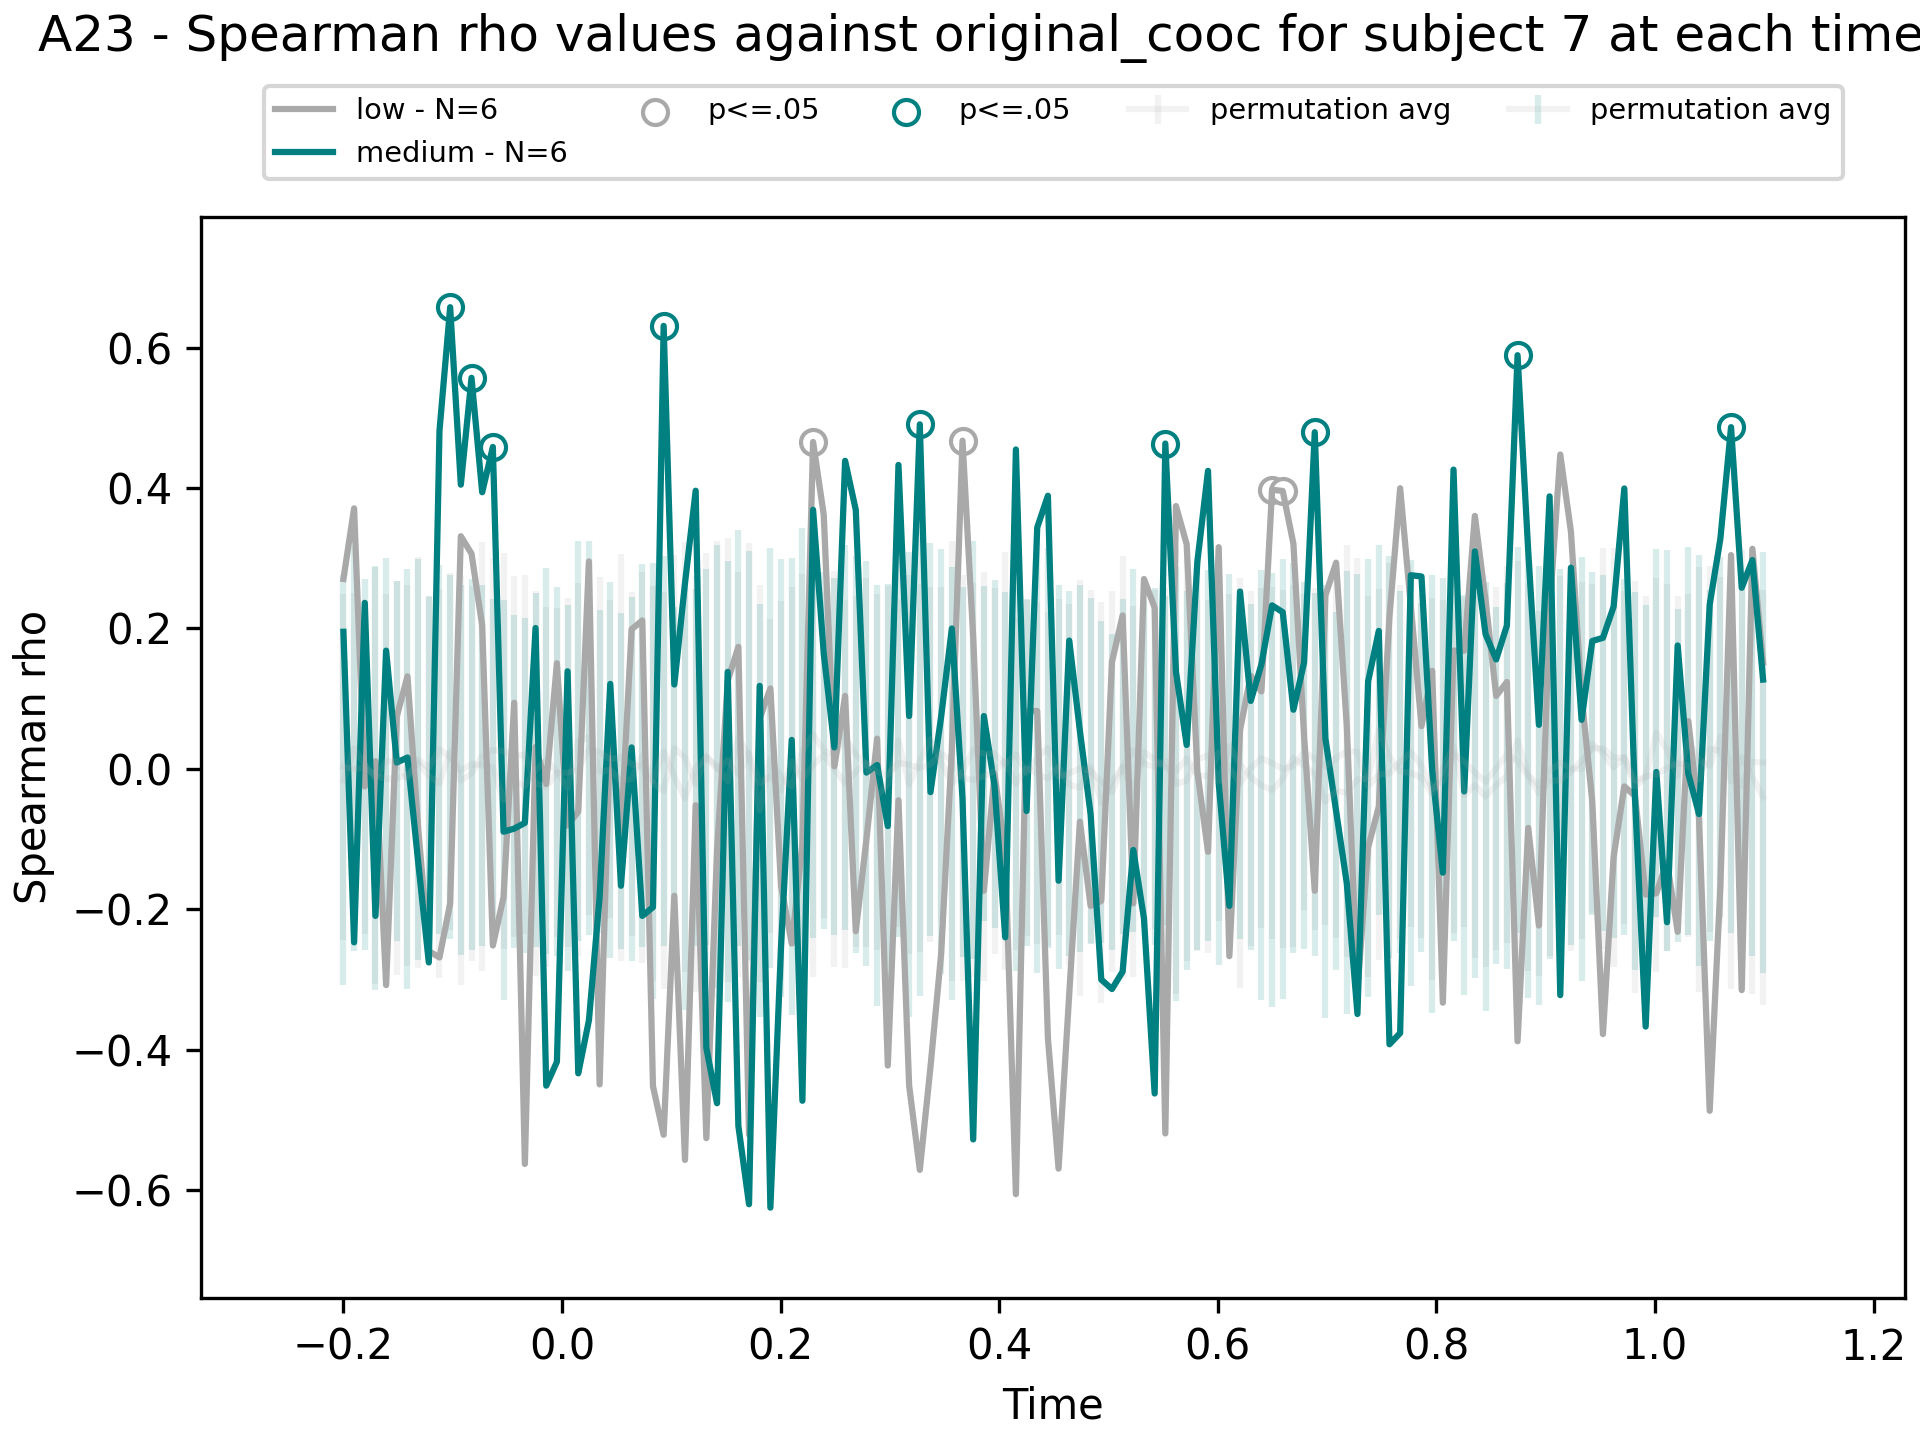 A23 - Spearman rho values against original_cooc for subject 7 at each time
low - N=6
medium - N=6
p<=.05
p<=.05
permutation avg
permutation avg
Spearman rho
0.6
0.4
0.2
0.0
−0.2
−0.4
−0.6
−0.2 0.0 0.2 0.4 0.6 0.8 1.0 1.2
Time